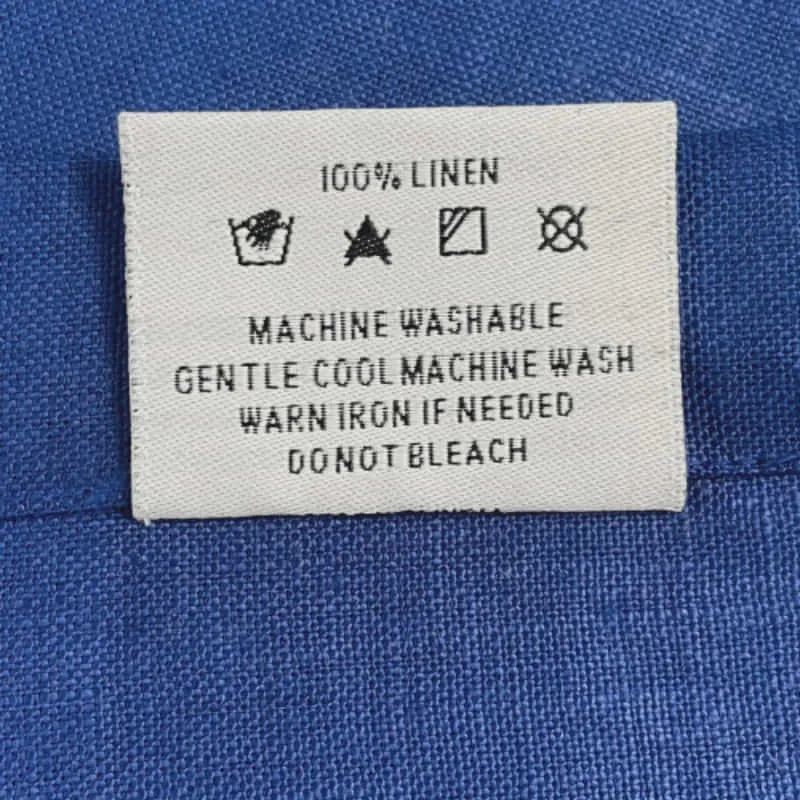 100% LINEN
MACHINE WASHABLE
GENTLE COOL MACHINE WASH
WARN IRON IF NEEDED
DO NOT BLEACH